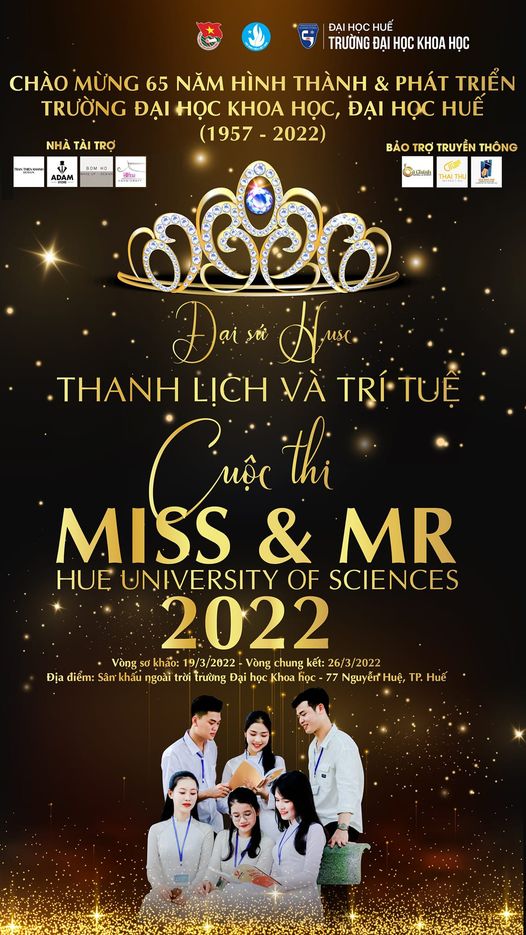 ĐẠI HỌC HUẾ
TRƯỜNG ĐẠI HỌC KHOA HỌC
CHÀO MỪNG 65 NĂM HÌNH THÀNH & PHÁT TRIỂN
TRƯỜNG ĐẠI HỌC KHOA HỌC, ĐẠI HỌC HUẾ
(1957 - 2022)
NHÀ TÀI TRỢ
BẢO TRỢ TRUYỀN THÔNG
ADAM
THÁI THU
Đại sứ Husc
THANH LỊCH VÀ TRÍ TUỆ
Cuộc thi
MISS & MR
HUE UNIVERSITY OF SCIENCES
2022
Vòng sơ khảo: 19/3/2022 - Vòng chung kết: 26/3/2022
Địa điểm: Sân khấu ngoài trời trường Đại học Khoa học - 77 Nguyễn Huệ, TP. Huế